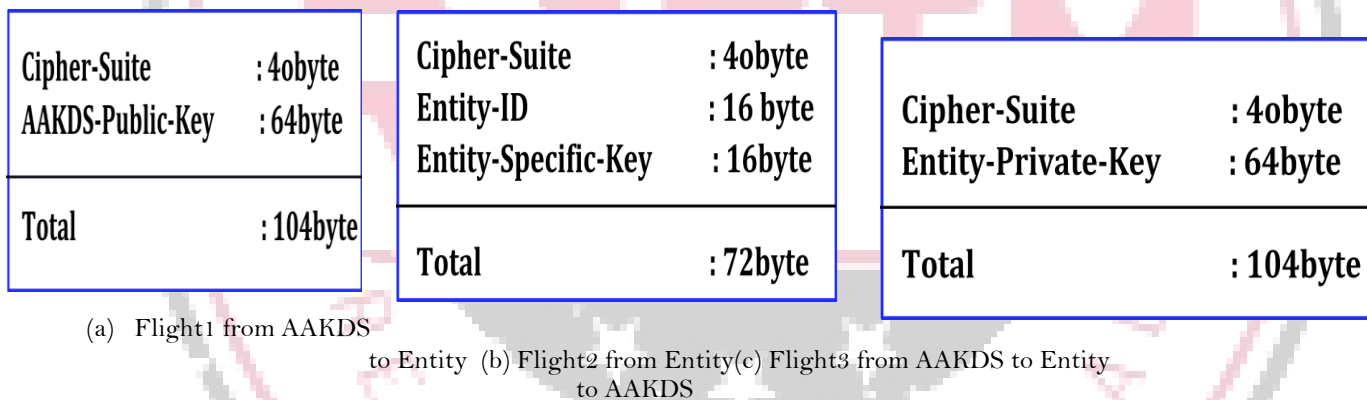 Cipher-Suite : 4obyte
AAKDS-Public-Key : 64byte
Total : 104byte
Cipher-Suite : 4obyte
Entity-ID : 16 byte
Entity-Specific-Key : 16byte
Total : 72byte
Cipher-Suite : 4obyte
Entity-Private-Key : 64byte
Total : 104byte
(a) Flight1 from AAKDS
to Entity (b) Flight2 from Entity(c) Flight3 from AAKDS to Entity
to AAKDS